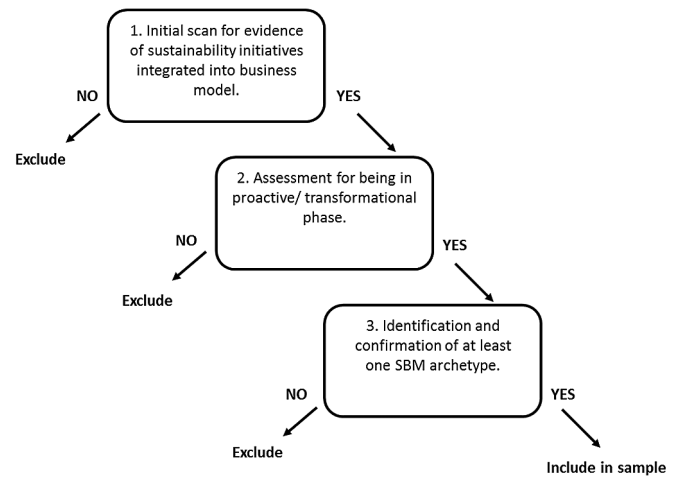 1. Initial scan for evidence
of sustainability initiatives
integrated into business
model.
NO
YES
Exclude
2. Assessment for being in
proactive/ transformational
phase.
NO
YES
Exclude
3. Identification and
confirmation of at least
one SBM archetype.
NO
YES
Exclude
Include in sample